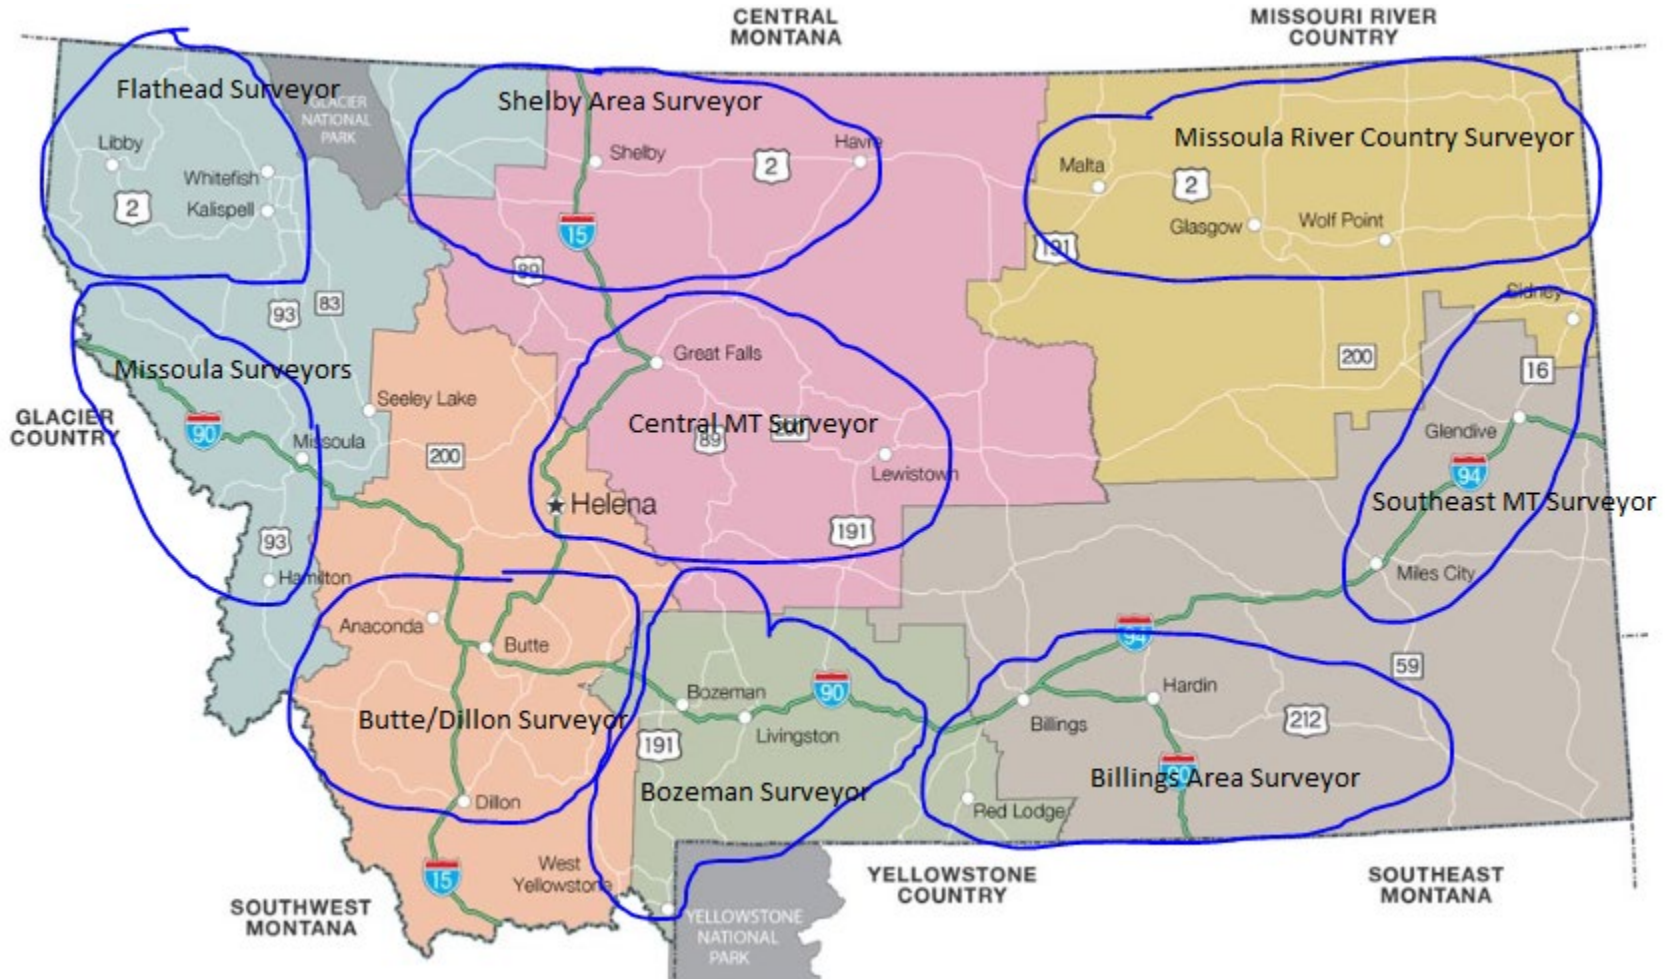 CENTRAL
MONTANA
MISSOURI RIVER
COUNTRY
Flathead Surveyor
GLACIER
NATIONAL
PARK
Shelby Area Surveyor
Missoula River Country Surveyor
Libby
Whitefish
Kalispell
2
Shelby
Havre
2
15
89
Malta
2
Glasgow
Wolf Point
191
93
83
Sidney
Missoula Surveyors
GLACIER
COUNTRY
90
Seeley Lake
Missoula
200
Great Falls
Central MT Surveyor
89
200
Lewistown
200
16
Glendive
94
Southeast MT Surveyor
Helena
191
93
Hamilton
Miles City
Anaconda
Butte
94
59
Butte/Dillon Surveyor
Bozeman
90
Livingston
191
Bozeman Surveyor
Hardin
Billings
212
90
Billings Area Surveyor
Red Lodge
Dillon
15
West
Yellowstone
SOUTHWEST
MONTANA
YELLOWSTONE
NATIONAL
PARK
YELLOWSTONE
COUNTRY
SOUTHEAST
MONTANA